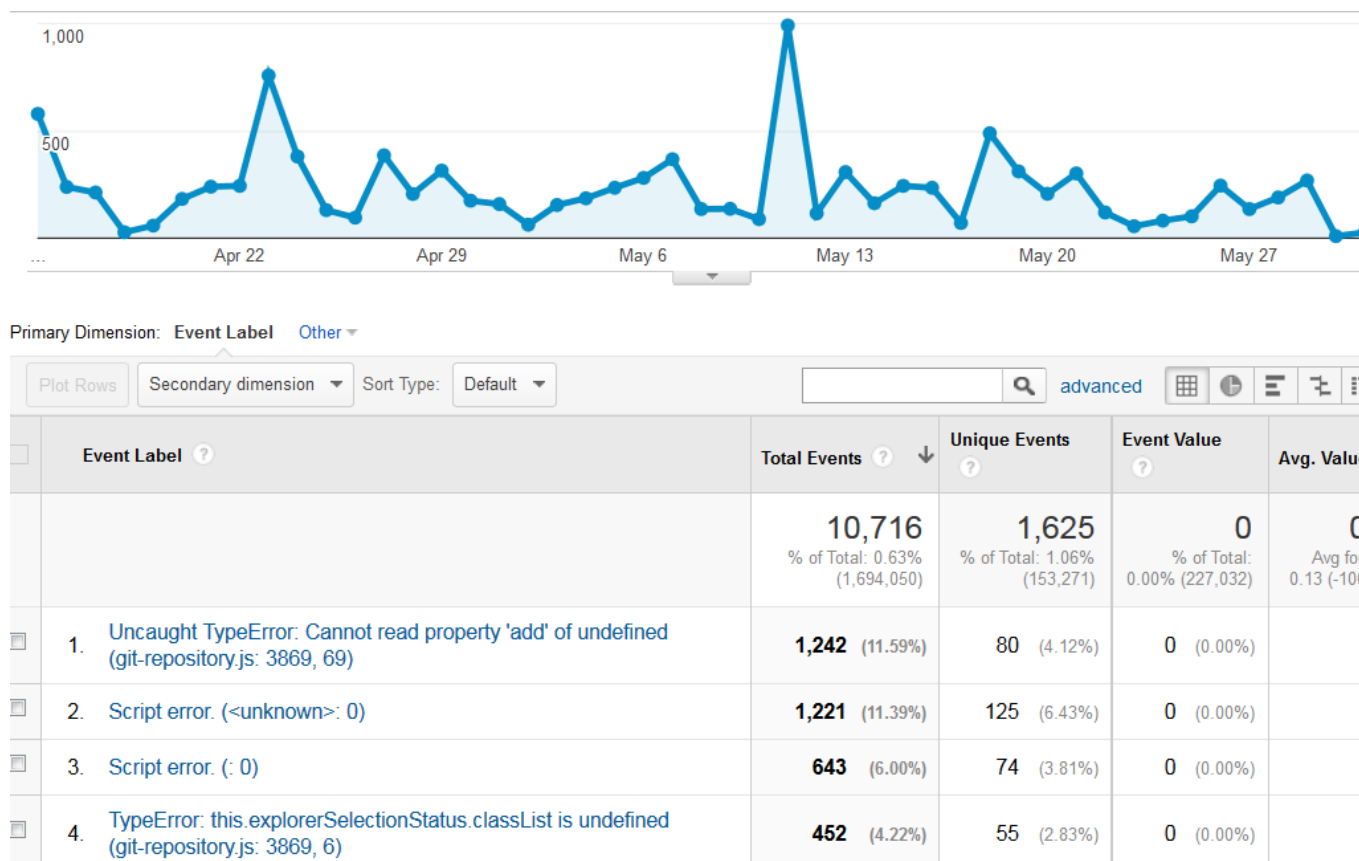 1,000
500
...
Apr 22
Apr 29
May 6
May 13
May 20
May 27
Primary Dimension: Event Label Other
Plot Rows Secondary dimension Sort Type: Default advanced
Event Label ? Total Events ? Unique Events ? Event Value ? Avg.
10,716 1,625 0
% of Total: 0.63% % of Total: 1.06% % of Total: Avg
(1,694,050) (153,271) 0.00% (227,032) 0.13
1. Uncaught TypeError: Cannot read property 'add' of undefined
(git-repository.js: 3869, 69)
1,242 (11.59%) 80 (4.12%) 0 (0.00%)
2. Script error. (<unknown>: 0) 1,221 (11.39%) 125 (6.43%) 0 (0.00%)
3. Script error. (: 0) 643 (6.00%) 74 (3.81%) 0 (0.00%)
4. TypeError: this.explorerSelectionStatus.classList is undefined
(git-repository.js: 3869, 6)
452 (4.22%) 55 (2.83%) 0 (0.00%)